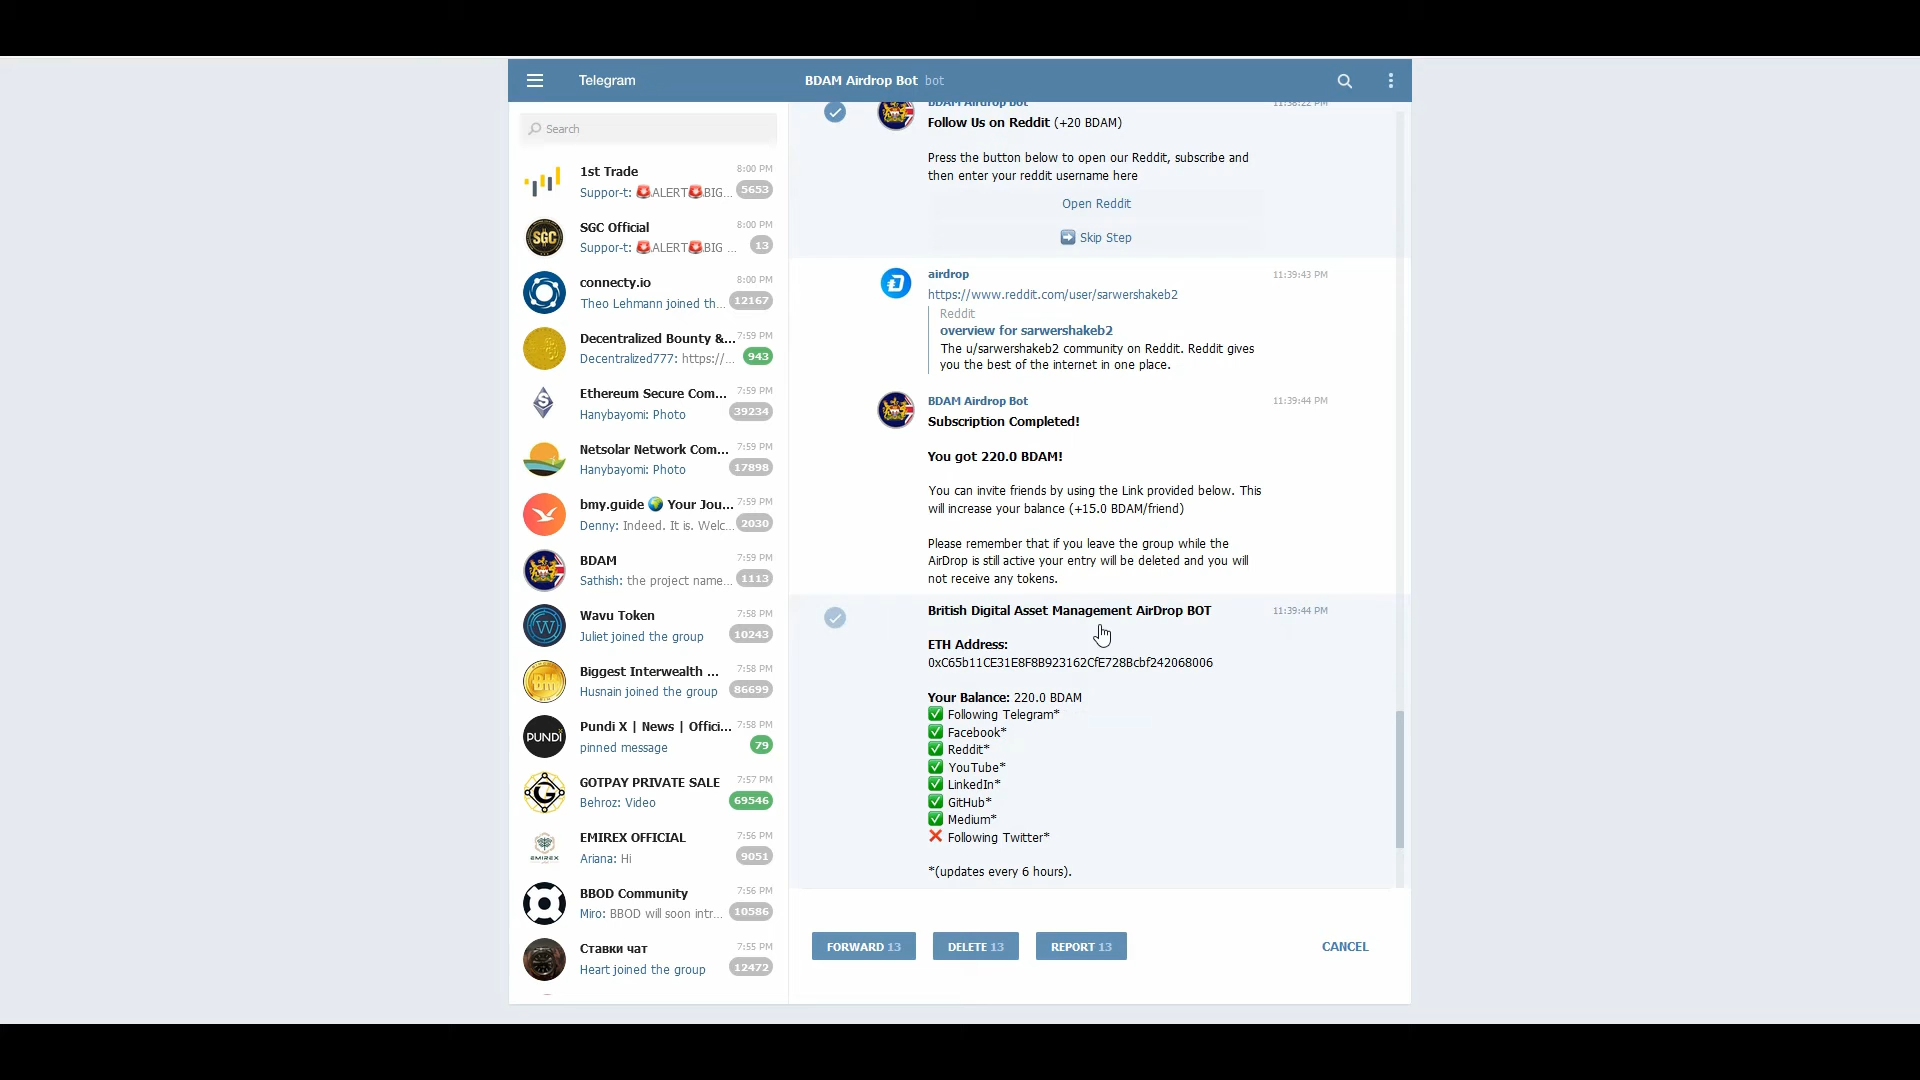 Telegram
BDAM Airdrop Bot bot
Search
1st Trade 8:00 PM
Suppor-t: 🚨ALERT🚨BIG... 5653
SGC Official 8:00 PM
Suppor-t: 🚨ALERT🚨BIG ... 13
connecty.io 8:00 PM
Theo Lehmann joined th... 12167
Decentralized Bounty &... 7:59 PM
Decentralized777: https://... 943
Ethereum Secure Com... 7:59 PM
Hanybayomi: Photo 39234
Netsolar Network Com... 7:59 PM
Hanybayomi: Photo 17898
bmy.guide 🌍 Your Jou... 7:59 PM
Denny: Indeed. It is. Welc... 2030
BDAM 7:59 PM
Sathish: the project name... 1113
Wavu Token 7:58 PM
Juliet joined the group 10243
Biggest Interwealth ... 7:58 PM
Husnain joined the group 86699
Pundi X | News | Offici... 7:58 PM
pinned message 79
GOTPAY PRIVATE SALE 7:57 PM
Behroz: Video 69546
EMIREX OFFICIAL 7:56 PM
Ariana: Hi 9051
BBOD Community 7:56 PM
Miro: BBOD will soon intr... 10586
Ставки чат 7:55 PM
Heart joined the group 12472
SGC
W
BM
PUNDI
G
EMIREX
BDAM Airdrop Bot 11:38:22 PM
Follow Us on Reddit (+20 BDAM)
Press the button below to open our Reddit, subscribe and
then enter your reddit username here
Open Reddit
➡️ Skip Step
airdrop 11:39:43 PM
https://www.reddit.com/user/sarwershakeb2
Reddit
overview for sarwershakeb2
The u/sarwershakeb2 community on Reddit. Reddit gives
you the best of the internet in one place.
BDAM Airdrop Bot 11:39:44 PM
Subscription Completed!
You got 220.0 BDAM!
You can invite friends by using the Link provided below. This
will increase your balance (+15.0 BDAM/friend)
Please remember that if you leave the group while the
AirDrop is still active your entry will be deleted and you will
not receive any tokens.
British Digital Asset Management AirDrop BOT 11:39:44 PM
ETH Address:
0xC65b11CE31E8F8B923162CfE728Bcbf242068006
Your Balance: 220.0 BDAM
✅ Following Telegram*
✅ Facebook*
✅ Reddit*
✅ YouTube*
✅ LinkedIn*
✅ GitHub*
✅ Medium*
❌ Following Twitter*
*(updates every 6 hours).
FORWARD 13
DELETE 13
REPORT 13
CANCEL